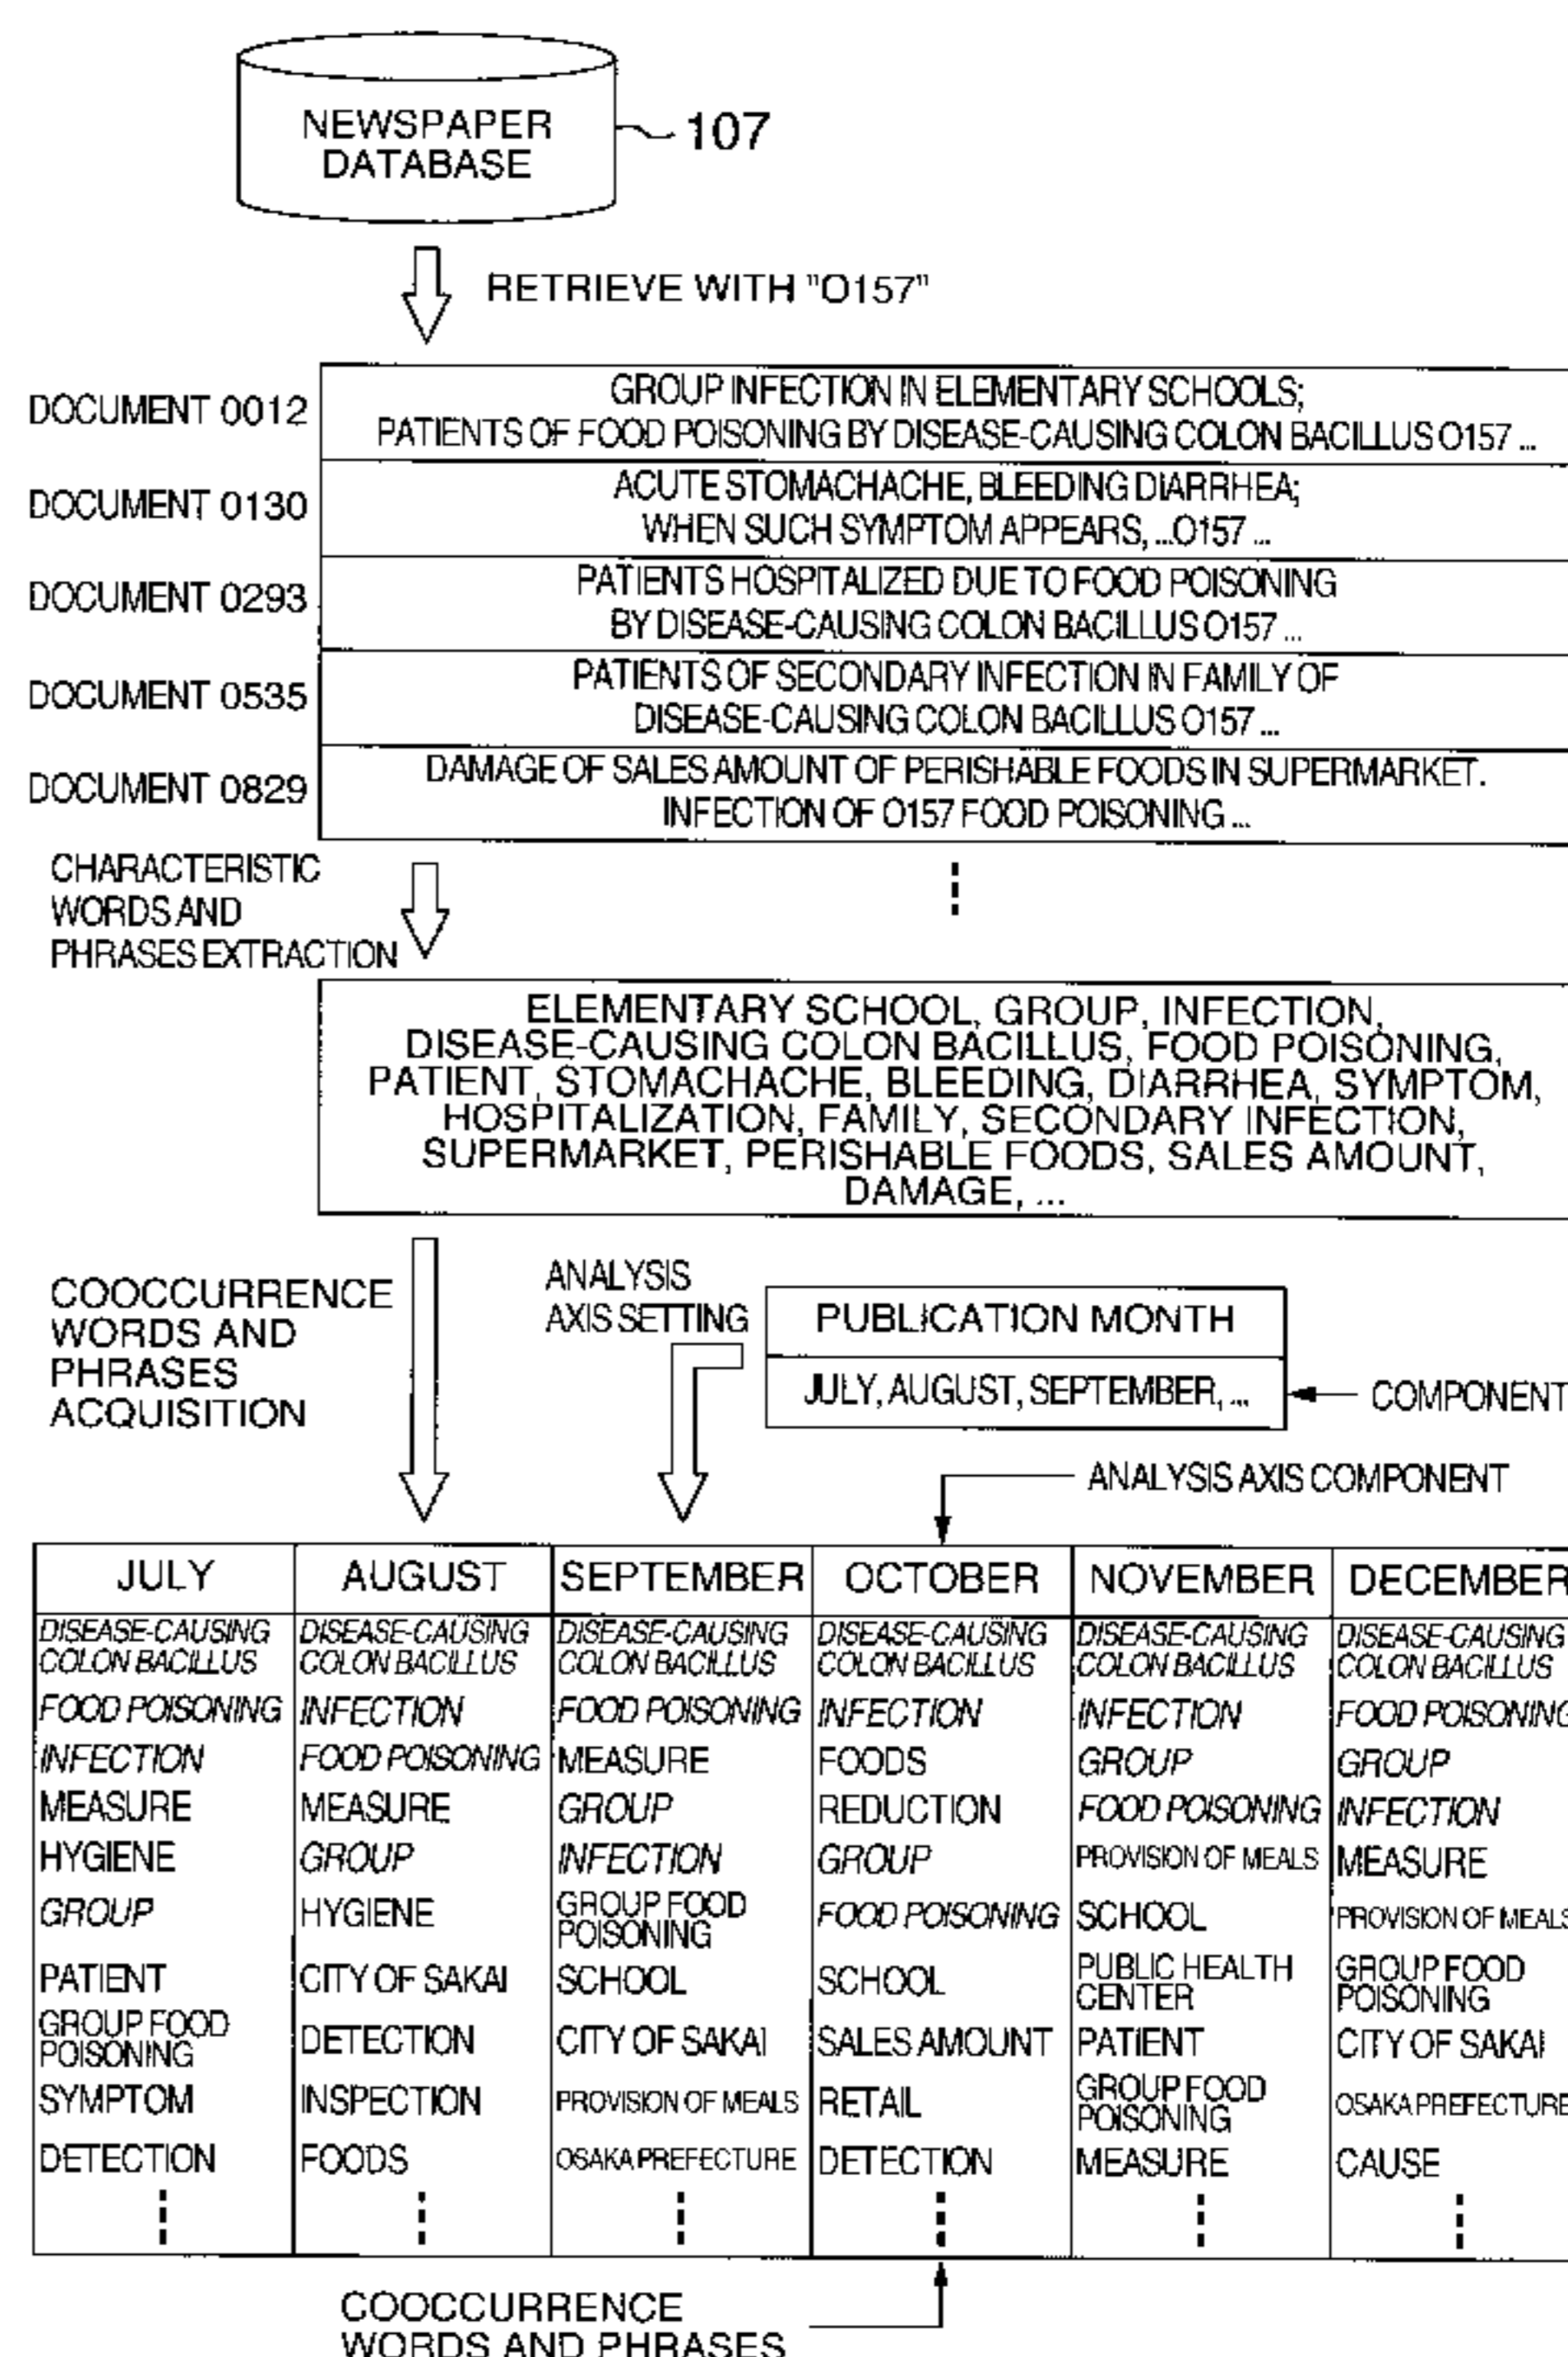 NEWSPAPER
DATABASE
107
RETRIEVE WITH "O157"
DOCUMENT 0012
GROUP INFECTION IN ELEMENTARY SCHOOLS;
PATIENTS OF FOOD POISONING BY DISEASE-CAUSING COLON BACILLUS O157 ...
DOCUMENT 0130
ACUTE STOMACHACHE, BLEEDING DIARRHEA;
WHEN SUCH SYMPTOM APPEARS, ...O157 ...
DOCUMENT 0293
PATIENTS HOSPITALIZED DUE TO FOOD POISONING
BY DISEASE-CAUSING COLON BACILLUS O157 ...
DOCUMENT 0535
PATIENTS OF SECONDARY INFECTION IN FAMILY OF
DISEASE-CAUSING COLON BACILLUS O157 ...
DOCUMENT 0829
DAMAGE OF SALES AMOUNT OF PERISHABLE FOODS IN SUPERMARKET.
INFECTION OF O157 FOOD POISONING ...
CHARACTERISTIC
WORDS AND
PHRASES EXTRACTION
ELEMENTARY SCHOOL, GROUP, INFECTION,
DISEASE-CAUSING COLON BACILLUS, FOOD POISONING,
PATIENT, STOMACHACHE, BLEEDING, DIARRHEA, SYMPTOM,
HOSPITALIZATION, FAMILY, SECONDARY INFECTION,
SUPERMARKET, PERISHABLE FOODS, SALES AMOUNT,
DAMAGE, ...
COOCCURRENCE
WORDS AND
PHRASES
ACQUISITION
ANALYSIS
AXIS SETTING
PUBLICATION MONTH
JULY, AUGUST, SEPTEMBER, ...
COMPONENT
ANALYSIS AXIS COMPONENT
JULY
DISEASE-CAUSING
COLON BACILLUS
FOOD POISONING
INFECTION
MEASURE
HYGIENE
GROUP
PATIENT
GROUP FOOD
POISONING
SYMPTOM
DETECTION
AUGUST
DISEASE-CAUSING
COLON BACILLUS
INFECTION
FOOD POISONING
MEASURE
GROUP
HYGIENE
CITY OF SAKAI
DETECTION
INSPECTION
FOODS
SEPTEMBER
DISEASE-CAUSING
COLON BACILLUS
FOOD POISONING
MEASURE
GROUP
INFECTION
GROUP FOOD
POISONING
SCHOOL
CITY OF SAKAI
PROVISION OF MEALS
OSAKA PREFECTURE
OCTOBER
DISEASE-CAUSING
COLON BACILLUS
INFECTION
FOODS
REDUCTION
GROUP
FOOD POISONING
SCHOOL
SALES AMOUNT
RETAIL
DETECTION
NOVEMBER
DISEASE-CAUSING
COLON BACILLUS
INFECTION
GROUP
FOOD POISONING
PROVISION OF MEALS
SCHOOL
PUBLIC HEALTH
CENTER
PATIENT
GROUP FOOD
POISONING
MEASURE
DECEMBER
DISEASE-CAUSING
COLON BACILLUS
FOOD POISONING
GROUP
INFECTION
MEASURE
PROVISION OF MEALS
GROUP FOOD
POISONING
CITY OF SAKAI
OSAKA PREFECTURE
CAUSE
COOCCURRENCE
WORDS AND PHRASES